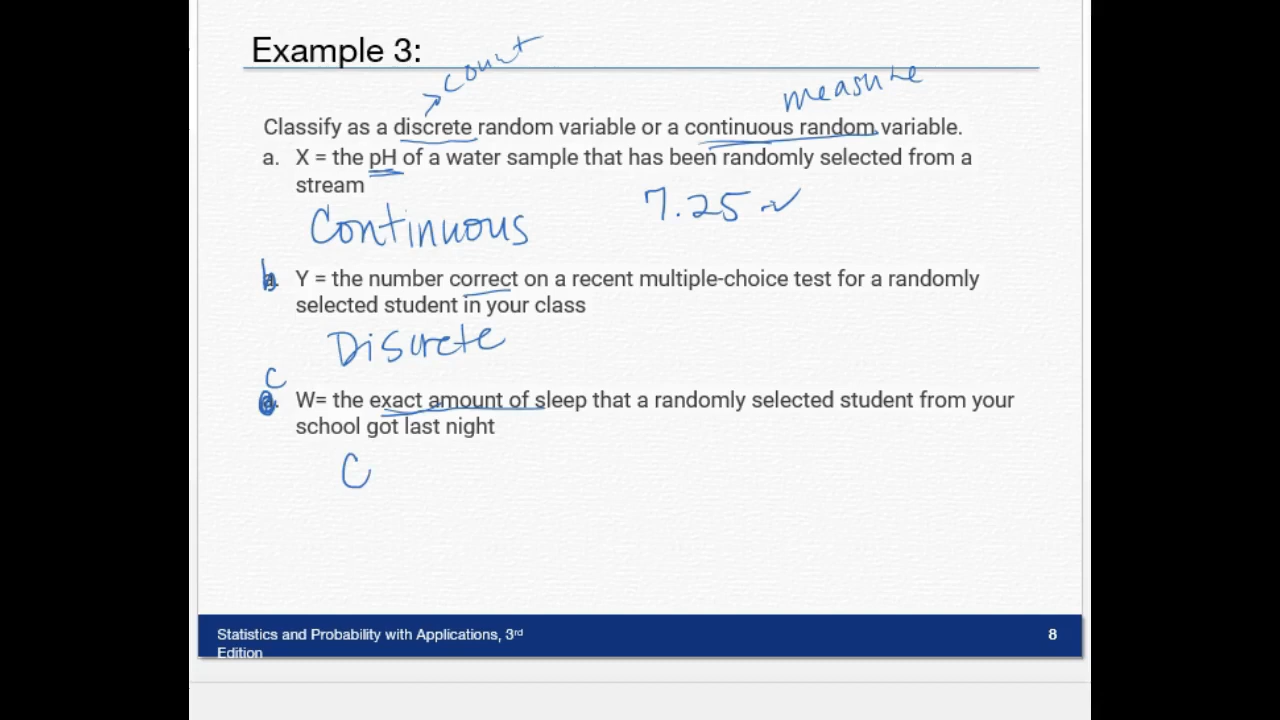 Example 3:
count
measure
Classify as a discrete random variable or a continuous random variable.
a. X = the pH of a water sample that has been randomly selected from a
stream
7.25
Continuous
b Y = the number correct on a recent multiple-choice test for a randomly
selected student in your class
Discrete
c
W= the exact amount of sleep that a randomly selected student from your
school got last night
C
Statistics and Probability with Applications, 3rd
Edition
8